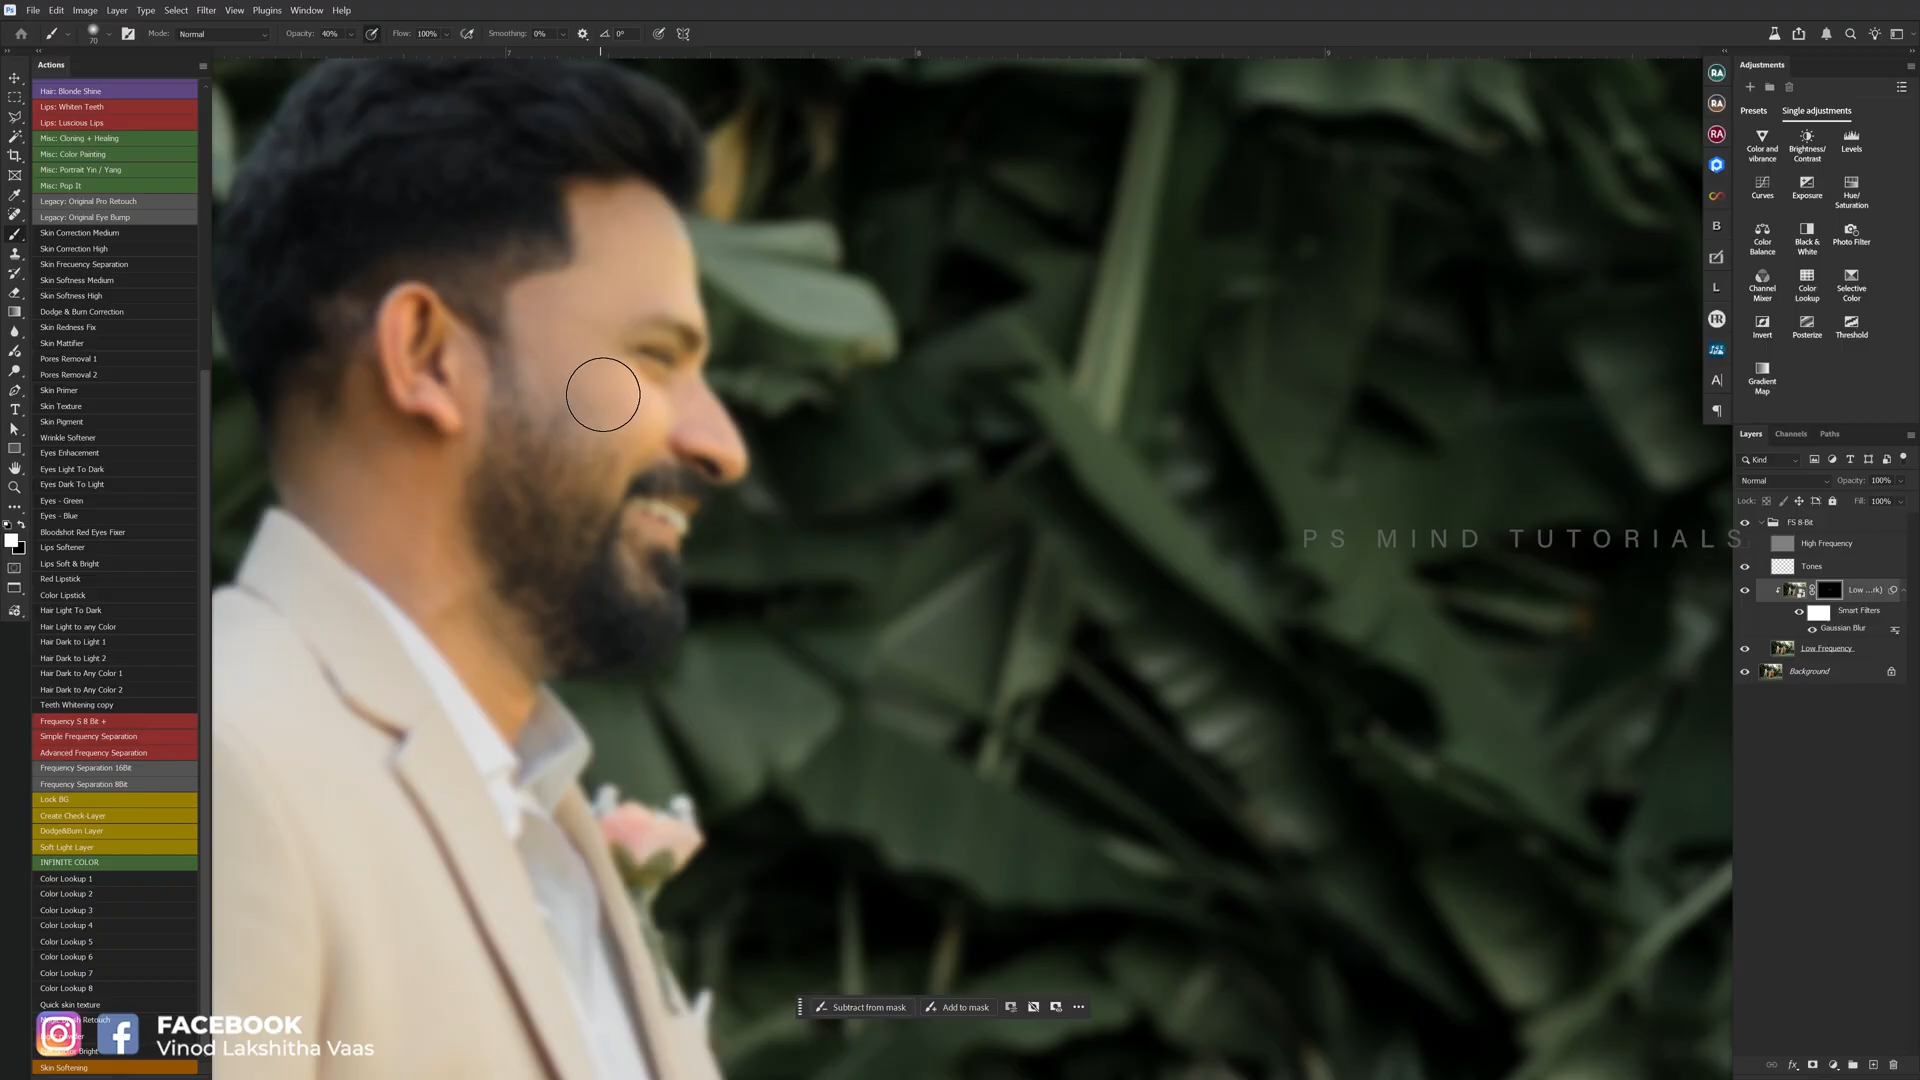 Ps File Edit Image Layer Type Select Filter Plugins Window Help
70 Mode: Normal Opacity: 40% Flow: 100% Smoothing: 0% 0°
7 8 9
Actions
Hair: Blonde Shine
Lips: Whiten Teeth
Lips: Luscious Lips
Misc: Cloning + Healing
Misc: Color Painting
Misc: Portrait Yin / Yang
Misc: Pop It
Legacy: Original Pro Retouch
Legacy: Original Eye Bump
Skin Correction Medium
Skin Correction High
Skin Frecuency Separation
Skin Softness Medium
Skin Softness High
Dodge & Burn Correction
Skin Redness Fix
Skin Mattifier
Pores Removal 1
Pores Removal 2
Skin Primer
Skin Texture
Skin Pigment
Wrinkle Softener
Eyes Enhacement
Eyes Light To Dark
Eyes Dark To Light
Eyes - Green
Eyes - Blue
Bloodshot Red Eyes Fixer
Lips Softener
Lips Soft & Bright
Red Lipstick
Color Lipstick
Hair Light To Dark
Hair Light to any Color
Hair Dark to Light 1
Hair Dark to Light 2
Hair Dark to Any Color 1
Hair Dark to Any Color 2
Teeth Whitening copy
Frequency S 8 Bit +
Simple Frequency Separation
Advanced Frequency Separation
Frequency Separation 16Bit
Frequency Separation 8Bit
Lock BG
Create Check-Layer
Dodge&Burn Layer
Soft Light Layer
INFINITE COLOR
Color Lookup 1
Color Lookup 2
Color Lookup 3
Color Lookup 4
Color Lookup 5
Color Lookup 6
Color Lookup 7
Color Lookup 8
Quick skin texture
Retouch
Bright
Skin Softening
FACEBOOK
Vinod Lakshitha Vaas
PS MIND TUTORIALS
Subtract from mask Add to mask
RA
RA
RA
B
L
A
Adjustments
Presets Single adjustments
Color and vibrance
Brightness/ Contrast
Levels
Curves
Exposure
Hue/ Saturation
Color Balance
Black & White
Photo Filter
Channel Mixer
Color Lookup
Selective Color
Invert
Posterize
Threshold
Gradient Map
Layers Channels Paths
Kind
Normal Opacity: 100%
Lock: Fill: 100%
FS 8-Bit
High Frequency
Tones
Low ...rk)
Smart Filters
Gaussian Blur
Low Frequency
Background
fx